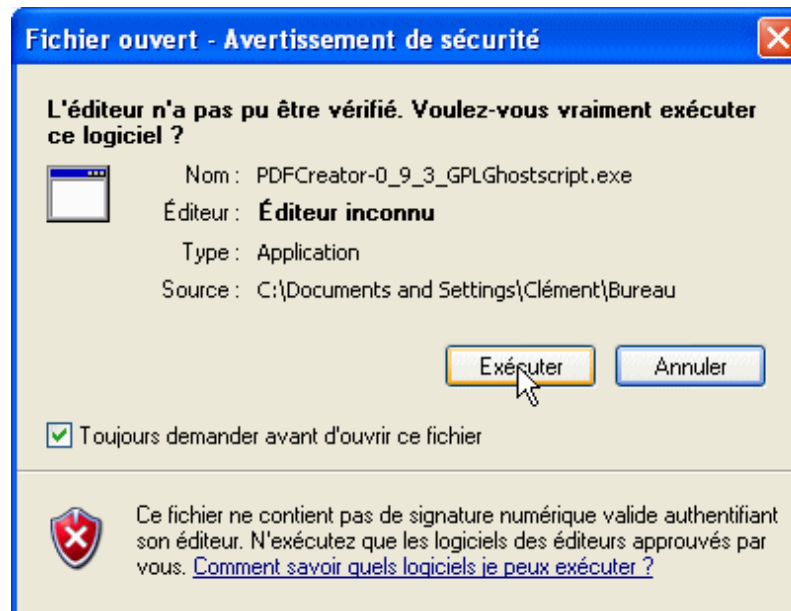 Fichier ouvert - Avertissement de sécurité
L'éditeur n'a pas pu être vérifié. Voulez-vous vraiment exécuter
ce logiciel ?
Nom : PDFCreator-0_9_3_GPLGhostscript.exe
Éditeur : Éditeur inconnu
Type : Application
Source : C:\Documents and Settings\Clément\Bureau
Exécuter Annuler
Toujours demander avant d'ouvrir ce fichier
Ce fichier ne contient pas de signature numérique valide authentifiant
son éditeur. N'exécutez que les logiciels des éditeurs approuvés par
vous. Comment savoir quels logiciels je peux exécuter ?